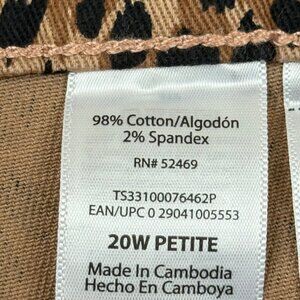 98% Cotton/Algodón
2% Spandex
RN# 52469
TS33100076462P
EAN/UPC 0 29041005553
20W PETITE
Made In Cambodia
Hecho En Camboya